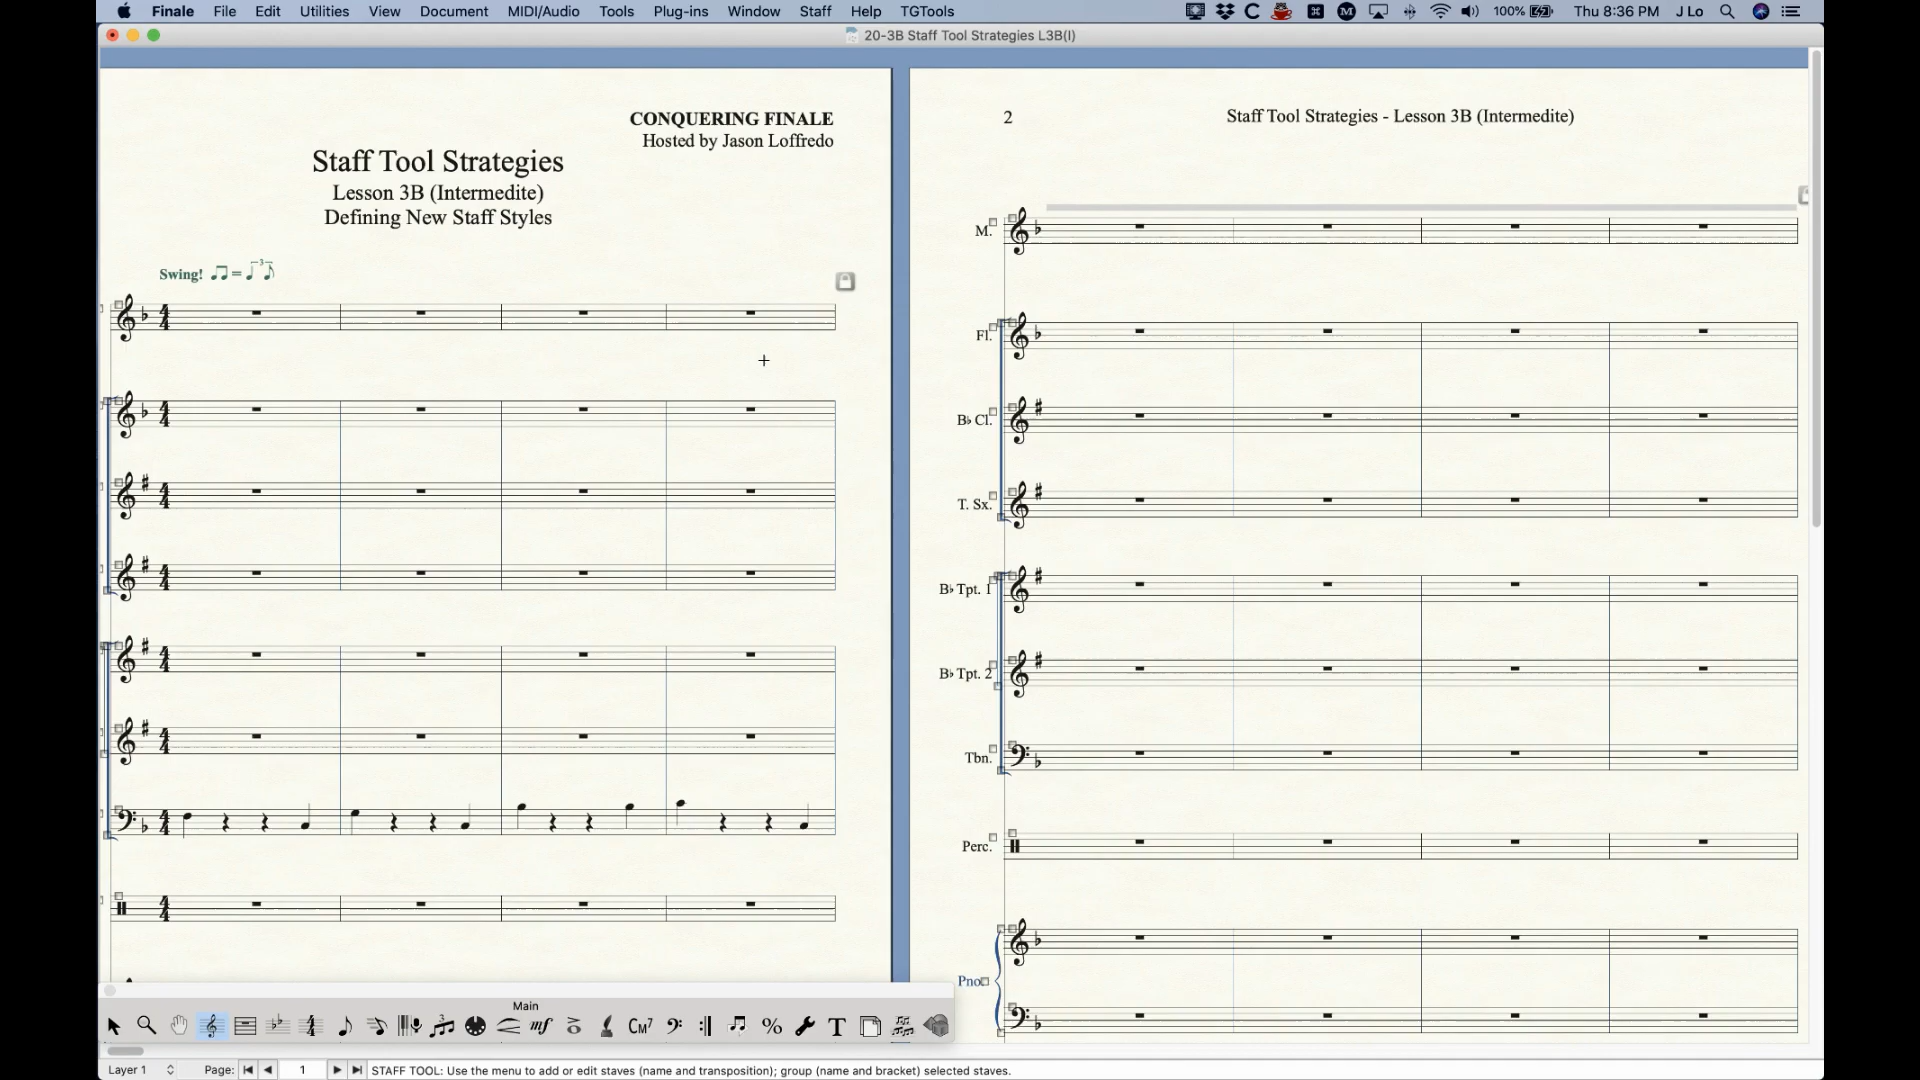 Finale File Edit Utilities View Document MIDI/Audio Tools Plug-ins Window Staff Help TGTools
100% Thu 8:36 PM J Lo
20-3B Staff Tool Strategies L3B(I)
CONQUERING FINALE
Hosted by Jason Loffredo
Staff Tool Strategies
Lesson 3B (Intermedite)
Defining New Staff Styles
Swing! 3
2
Staff Tool Strategies - Lesson 3B (Intermedite)
M.
Fl.
B♭ Cl.
T. Sx.
B♭ Tpt. 1
B♭ Tpt. 2
Tbn.
Perc.
Pno
Main
mf CM7 % T
Layer 1 Page: 1 STAFF TOOL: Use the menu to add or edit staves (name and transposition); group (name and bracket) selected staves.